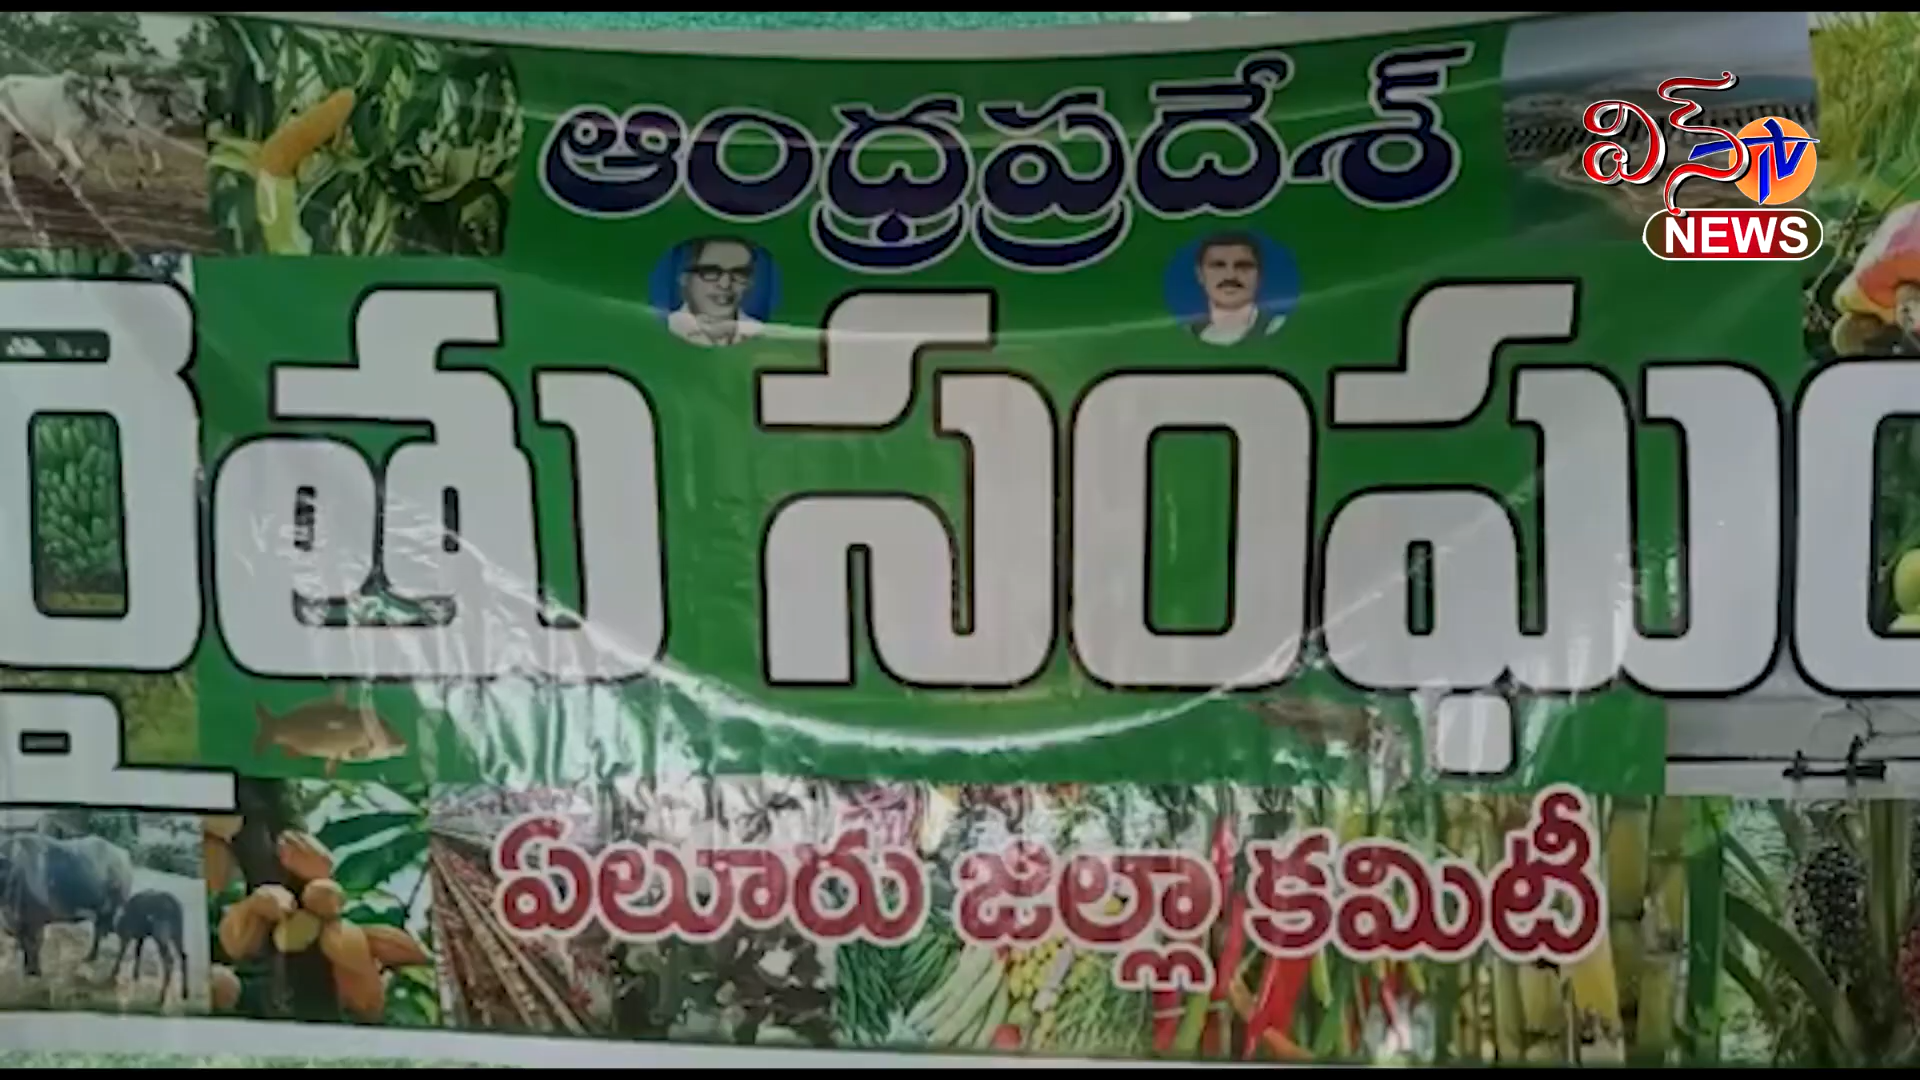 ఆంధ్రప్రదేశ్
రైతు సంఘం
ఏలూరు జిల్లా కమిటీ
విన్ TV
NEWS